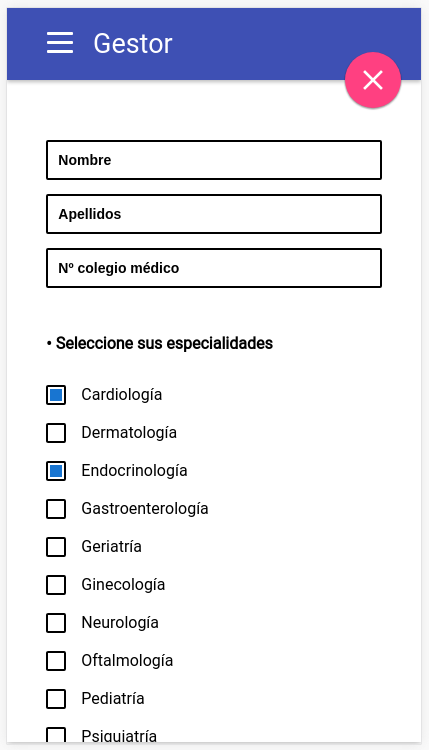 Gestor
Nombre
Apellidos
Nº colegio médico
• Seleccione sus especialidades
Cardiología
Dermatología
Endocrinología
Gastroenterología
Geriatría
Ginecología
Neurología
Oftalmología
Pediatría
Psiquiatría